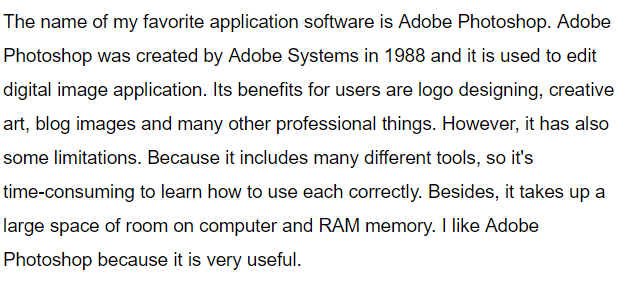 The name of my favorite application software is Adobe Photoshop. Adobe
Photoshop was created by Adobe Systems in 1988 and it is used to edit
digital image application. Its benefits for users are logo designing, creative
art, blog images and many other professional things. However, it has also
some limitations. Because it includes many different tools, so it's
time-consuming to learn how to use each correctly. Besides, it takes up a
large space of room on computer and RAM memory. I like Adobe
Photoshop because it is very useful.